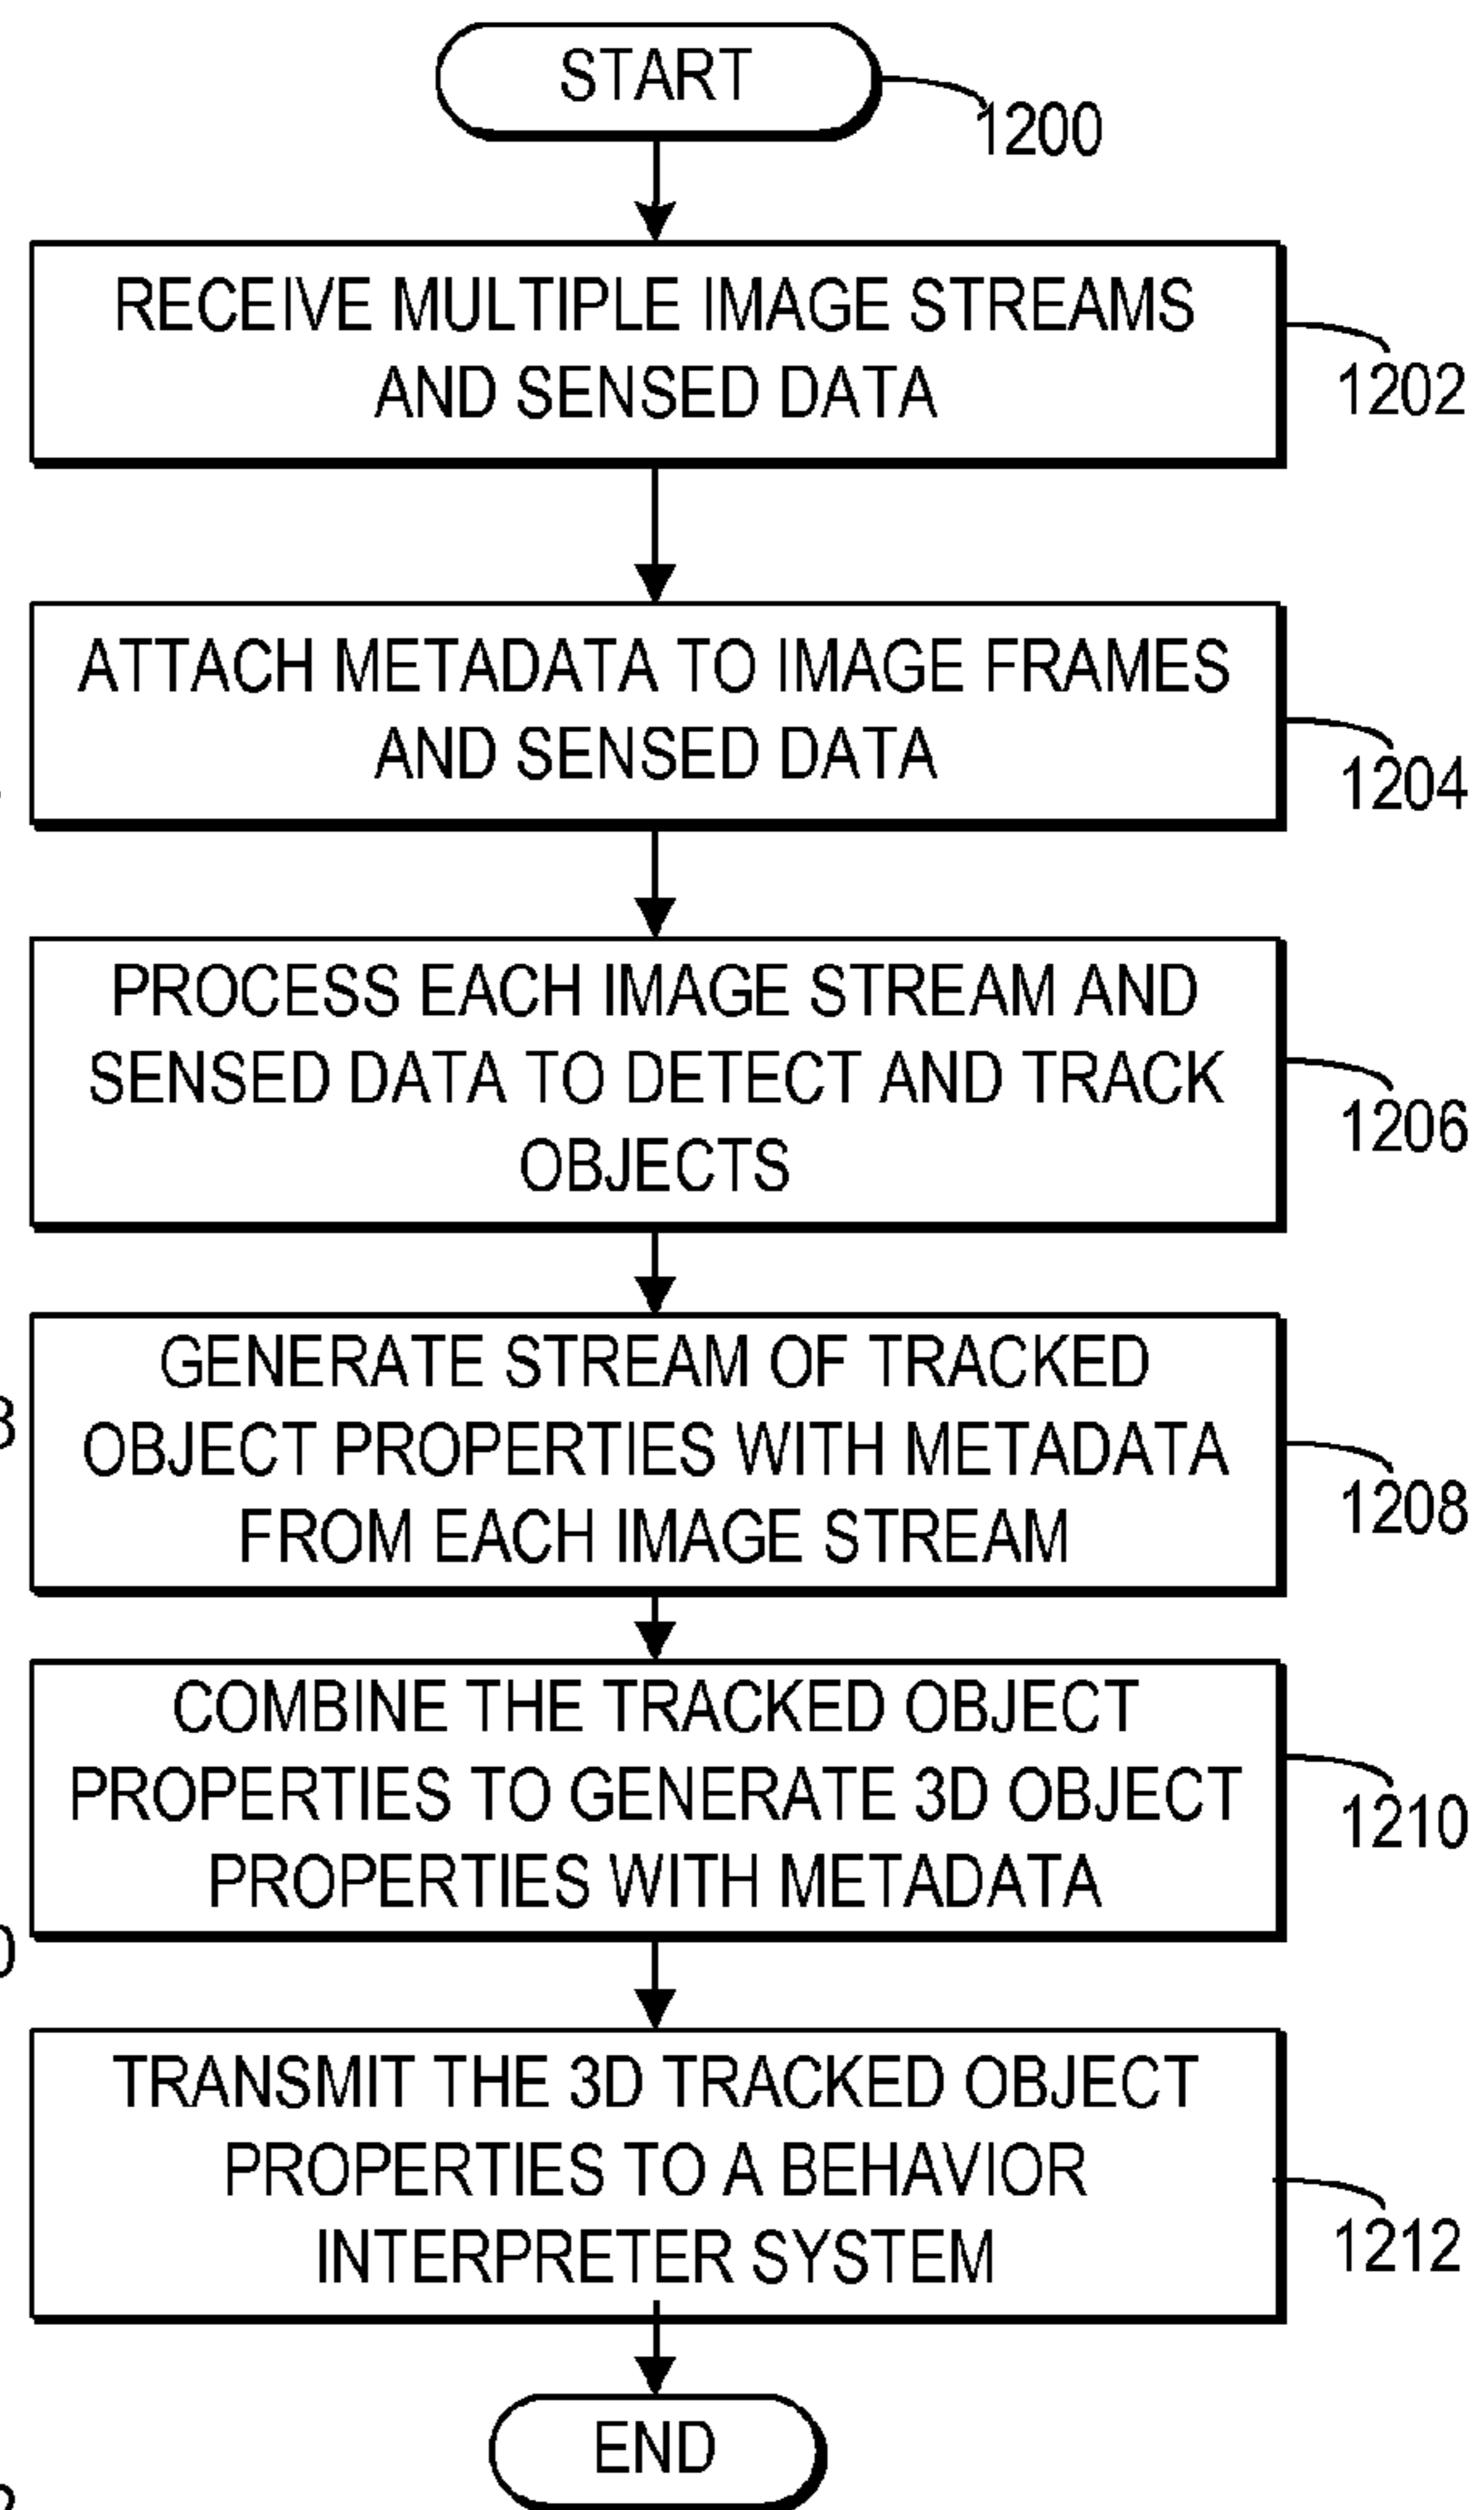 START
1200
RECEIVE MULTIPLE IMAGE STREAMS
AND SENSED DATA
1202
ATTACH METADATA TO IMAGE FRAMES
AND SENSED DATA
1204
PROCESS EACH IMAGE STREAM AND
SENSED DATA TO DETECT AND TRACK
OBJECTS
1206
GENERATE STREAM OF TRACKED
OBJECT PROPERTIES WITH METADATA
FROM EACH IMAGE STREAM
1208
COMBINE THE TRACKED OBJECT
PROPERTIES TO GENERATE 3D OBJECT
PROPERTIES WITH METADATA
1210
TRANSMIT THE 3D TRACKED OBJECT
PROPERTIES TO A BEHAVIOR
INTERPRETER SYSTEM
1212
END